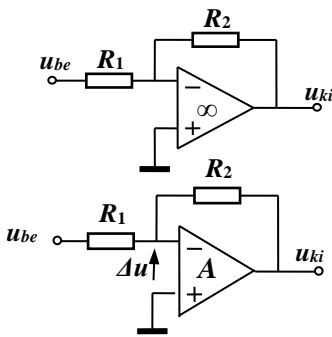 R2
ube R1 − ∞ + uki
R2
ube R1 Δu − A + uki